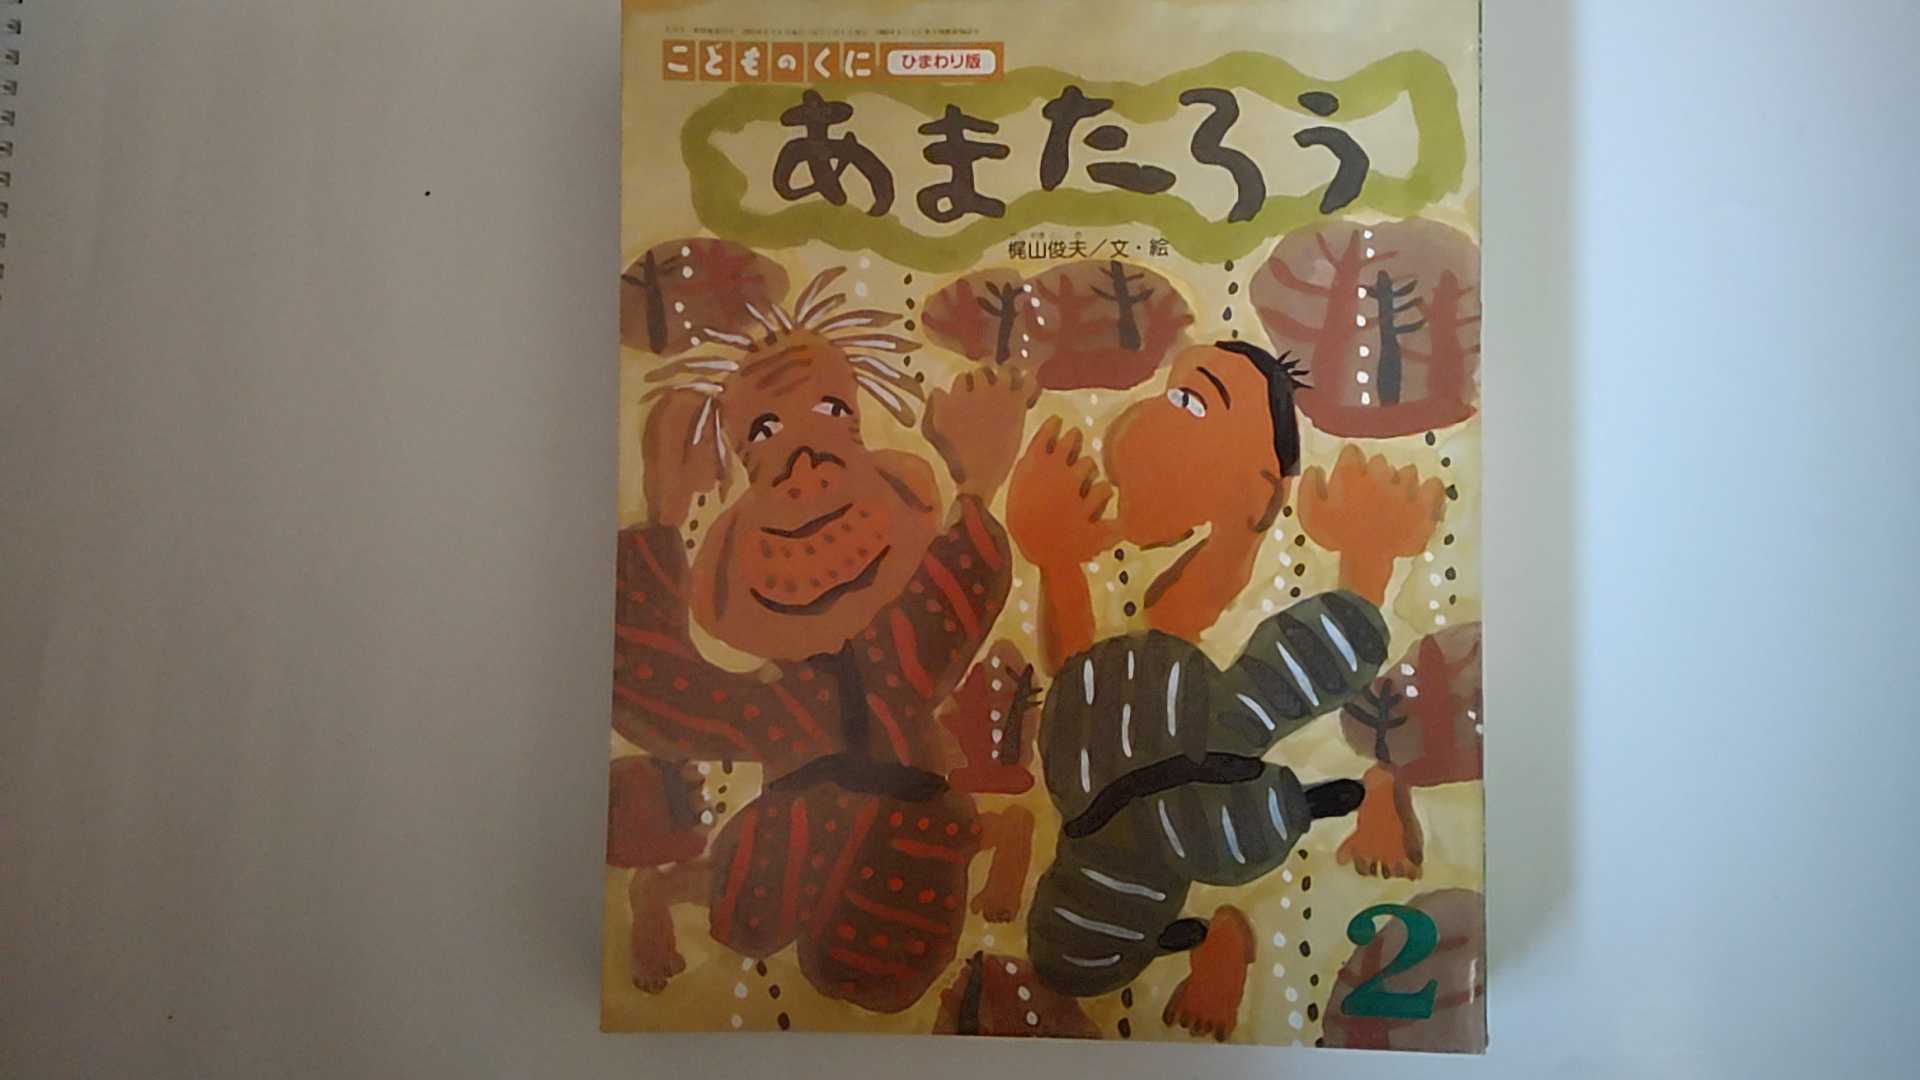 こどものくに ひまわり版
あまたろう
梶山俊夫／文・絵
2